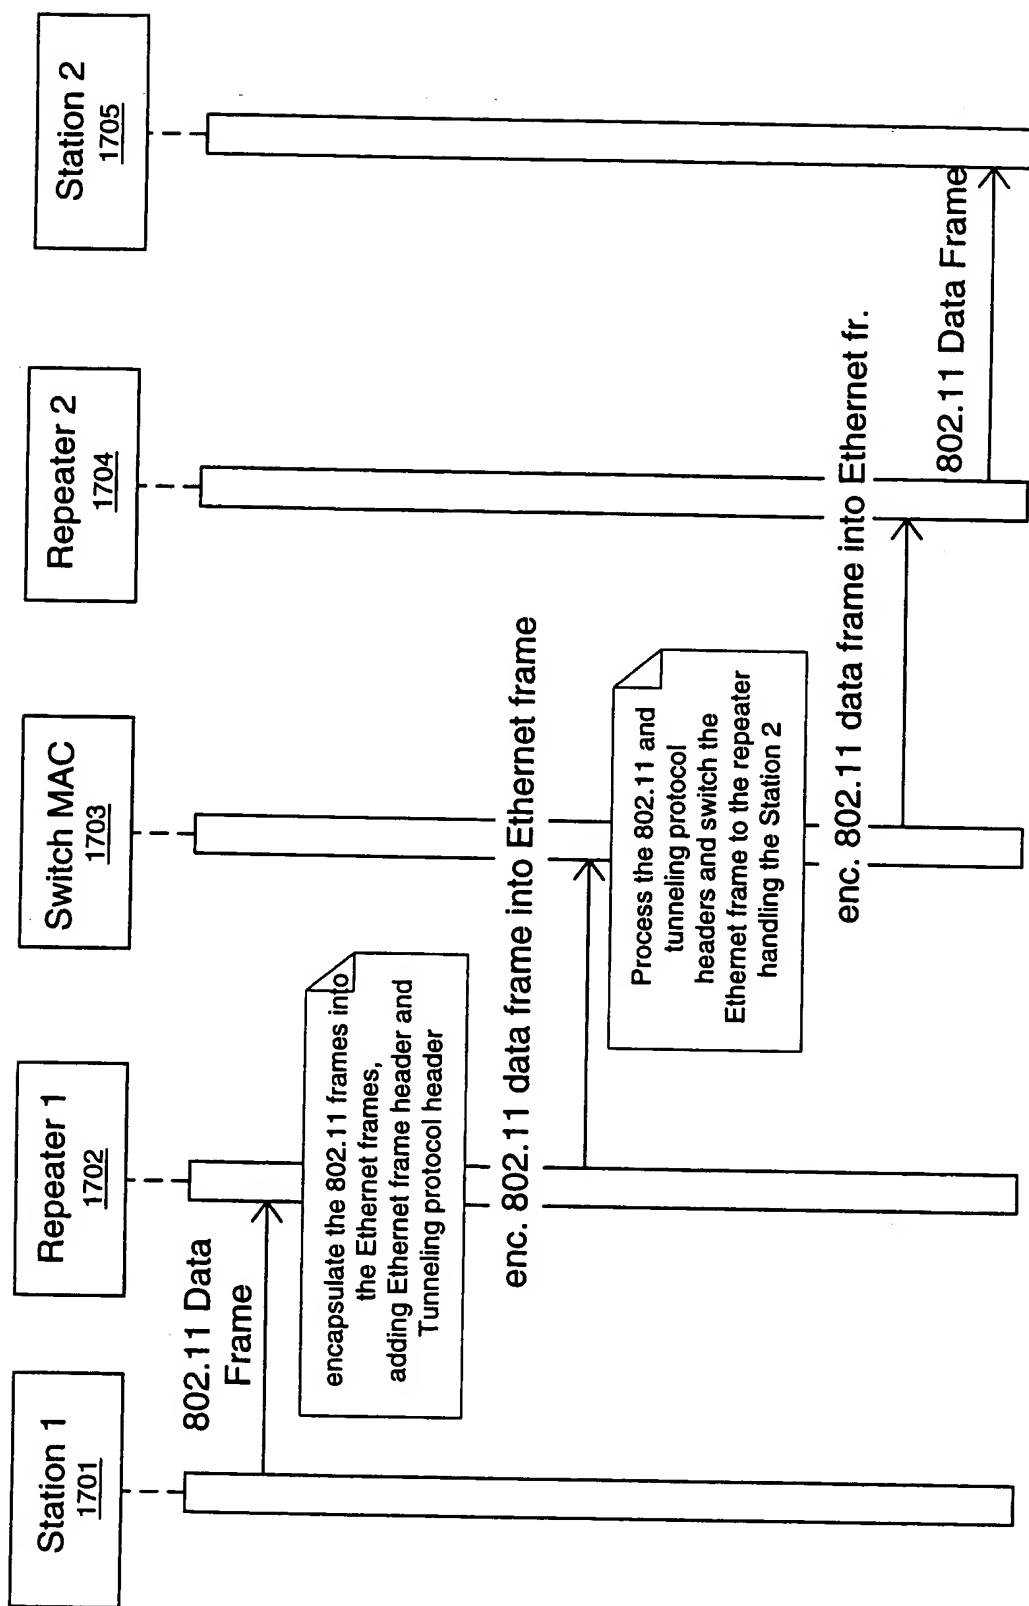 Station 1
1701
Repeater 1
1702
Switch MAC
1703
Repeater 2
1704
Station 2
1705
802.11 Data
Frame
encapsulate the 802.11 frames into
the Ethernet frames,
adding Ethernet frame header and
Tunneling protocol header
enc. 802.11 data frame into Ethernet frame
Process the 802.11 and
tunneling protocol
headers and switch the
Ethernet frame to the repeater
handling the Station 2
enc. 802.11 data frame into Ethernet fr.
802.11 Data Frame